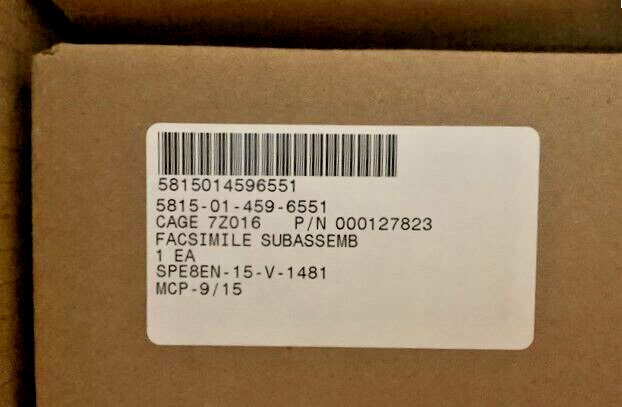 5815014596551
5815-01-459-6551
CAGE 7Z016 P/N 000127823
FACSIMILE SUBASSEMB
1 EA
SPE8EN-15-V-1481
MCP-9/15